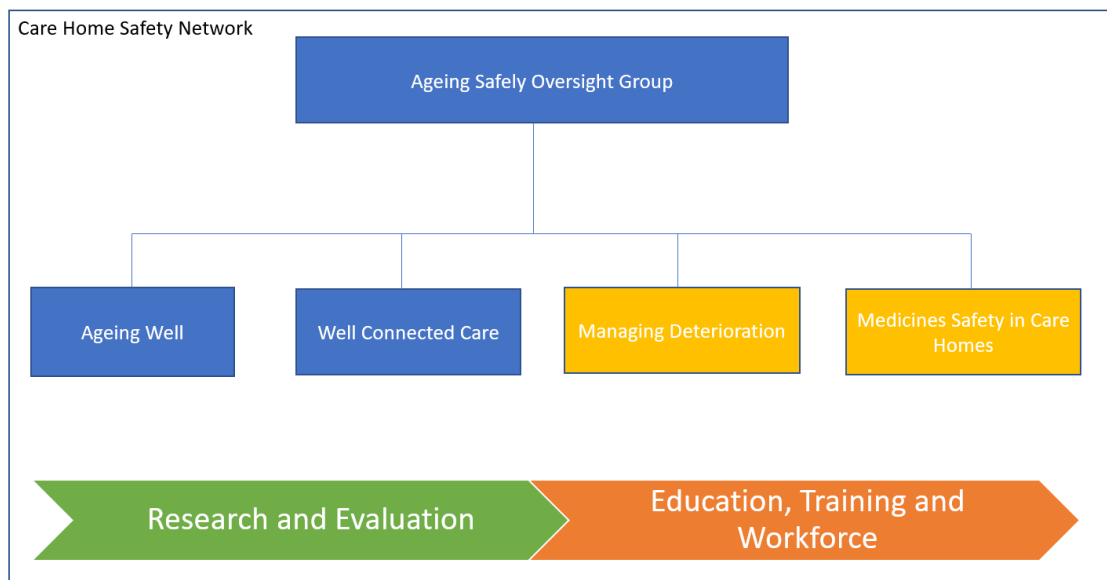 Care Home Safety Network
Ageing Safely Oversight Group
Ageing Well
Well Connected Care
Managing Deterioration
Medicines Safety in Care
Homes
Research and Evaluation
Education, Training and
Workforce